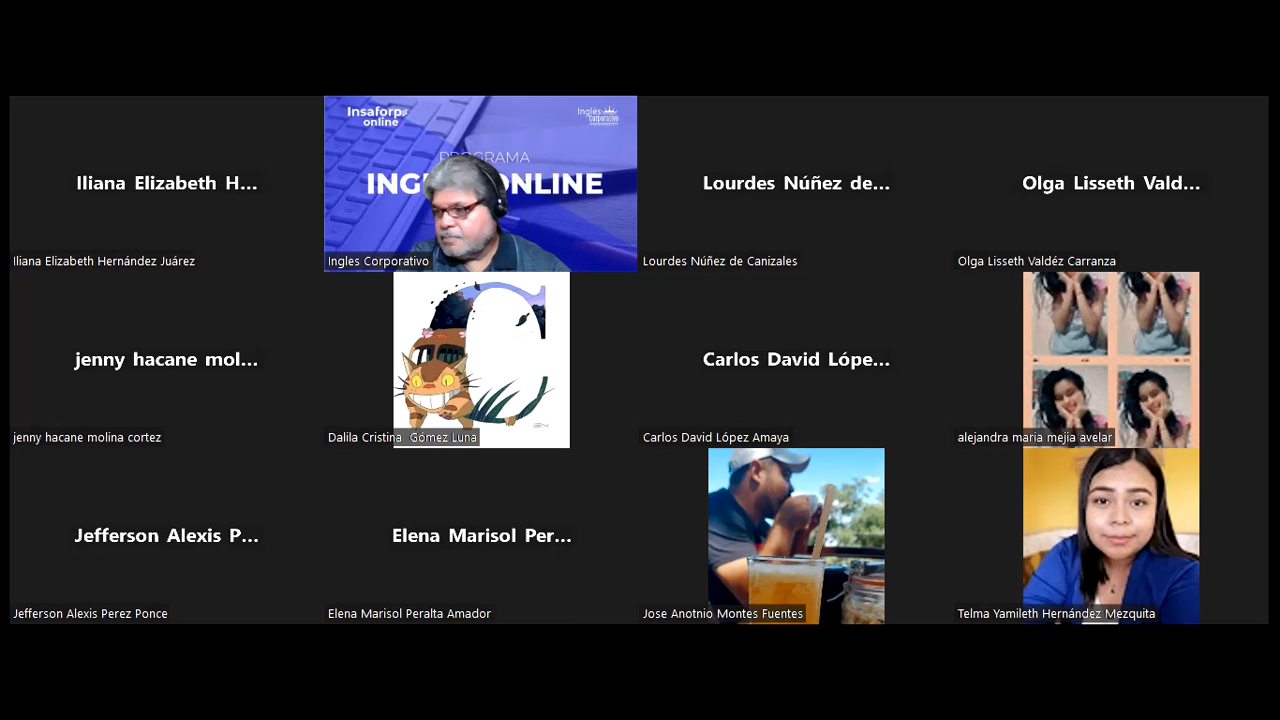 Iliana Elizabeth H...
Iliana Elizabeth Hernández Juárez
Insaforp
online
Inglés
Corporativo
PROGRAMA
INGL ONLINE
Ingles Corporativo
Lourdes Núñez de...
Lourdes Núñez de Canizales
Olga Lisseth Vald...
Olga Lisseth Valdéz Carranza
jenny hacane mol...
jenny hacane molina cortez
Dalila Cristina Gómez Luna
Carlos David Lópe...
Carlos David López Amaya
alejandra maria mejia avelar
Jefferson Alexis P...
Jefferson Alexis Perez Ponce
Elena Marisol Per...
Elena Marisol Peralta Amador
Jose Anotnio Montes Fuentes
Telma Yamileth Hernández Mezquita